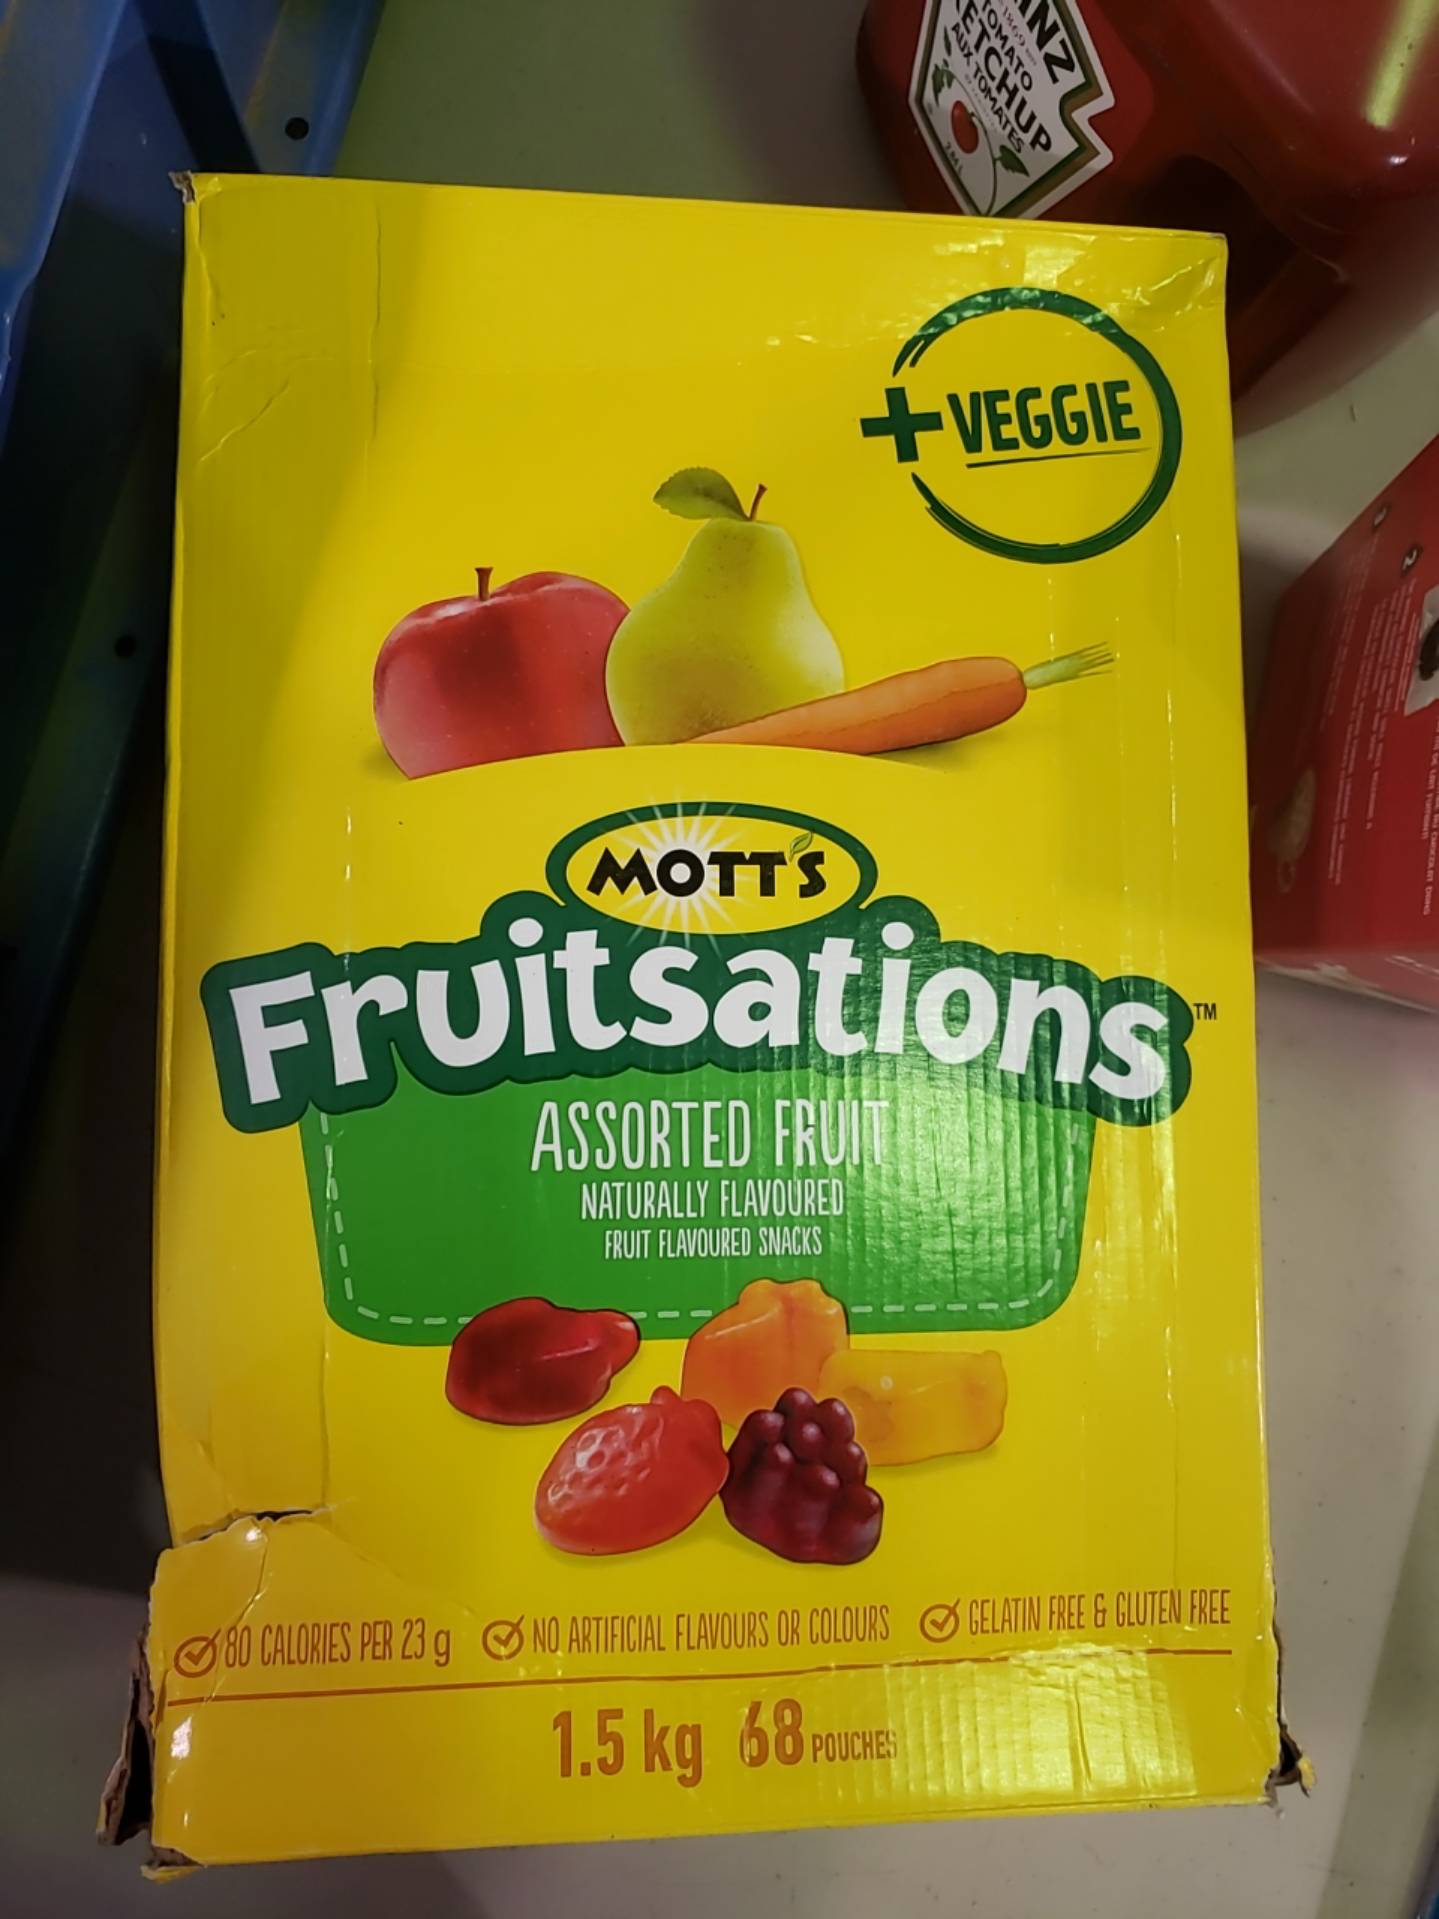 HEINZ
TOMATO
KETCHUP
AUX TOMATES
+VEGGIE
MOTT'S
Fruitsations™
ASSORTED FRUIT
NATURALLY FLAVOURED
FRUIT FLAVOURED SNACKS
80 CALORIES PER 23 g
NO ARTIFICIAL FLAVOURS OR COLOURS
GELATIN FREE & GLUTEN FREE
1.5 kg 68 POUCHES